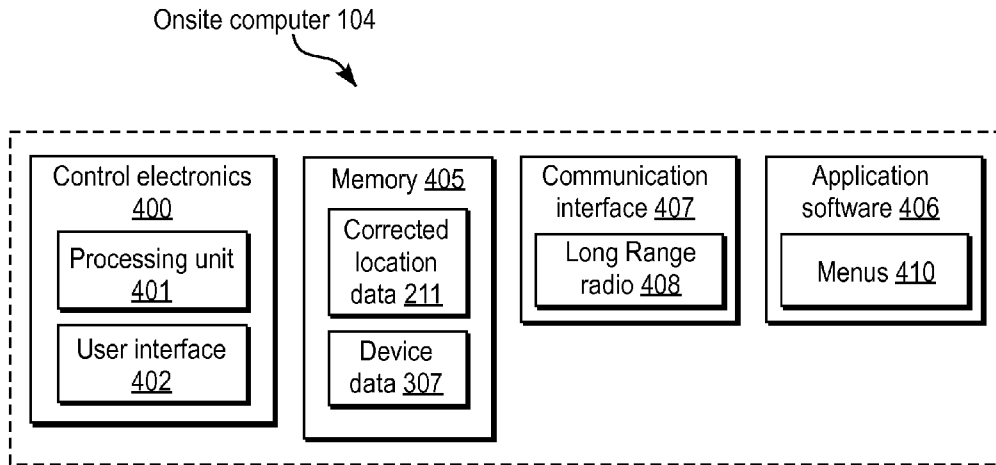 Onsite computer 104
Control electronics
400
Processing unit
401
User interface
402
Memory 405
Corrected
location
data 211
Device
data 307
Communication
interface 407
Long Range
radio 408
Application
software 406
Menus 410